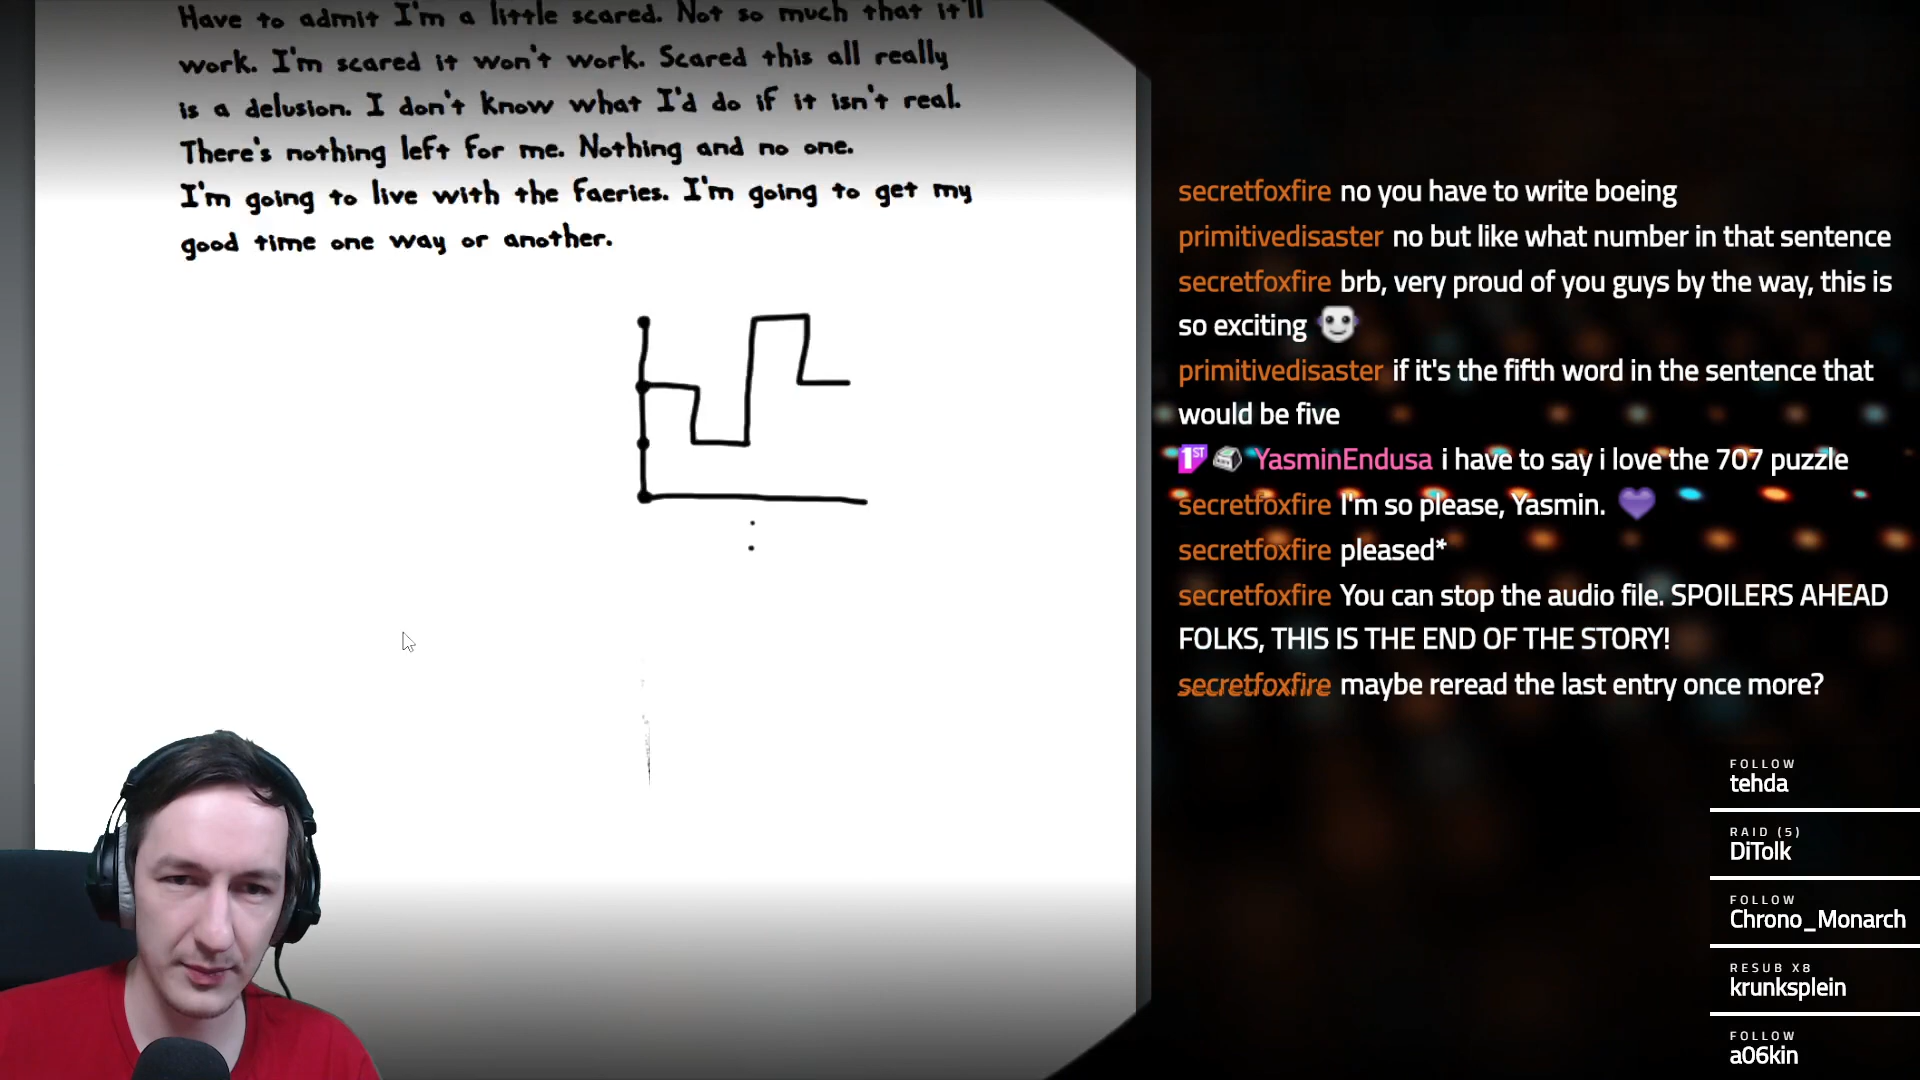 Have to admit I'm a little scared. Not so much that it'll
work. I'm scared it won't work. Scared this all really
is a delusion. I don't know what I'd do if it isn't real.
There's nothing left for me. Nothing and no one.
I'm going to live with the faeries. I'm going to get my
good time one way or another.
secretfoxfire no you have to write boeing
primitivedisaster no but like what number in that sentence
secretfoxfire brb, very proud of you guys by the way, this is
so exciting
primitivedisaster if it's the fifth word in the sentence that
would be five
1ST YasminEndusa i have to say i love the 707 puzzle
secretfoxfire I'm so please, Yasmin.
secretfoxfire pleased*
secretfoxfire You can stop the audio file. SPOILERS AHEAD
FOLKS, THIS IS THE END OF THE STORY!
secretfoxfire maybe reread the last entry once more?
FOLLOW
tehda
RAID (5)
DiTolk
FOLLOW
Chrono_Monarch
RESUB X8
krunksplein
FOLLOW
a06kin